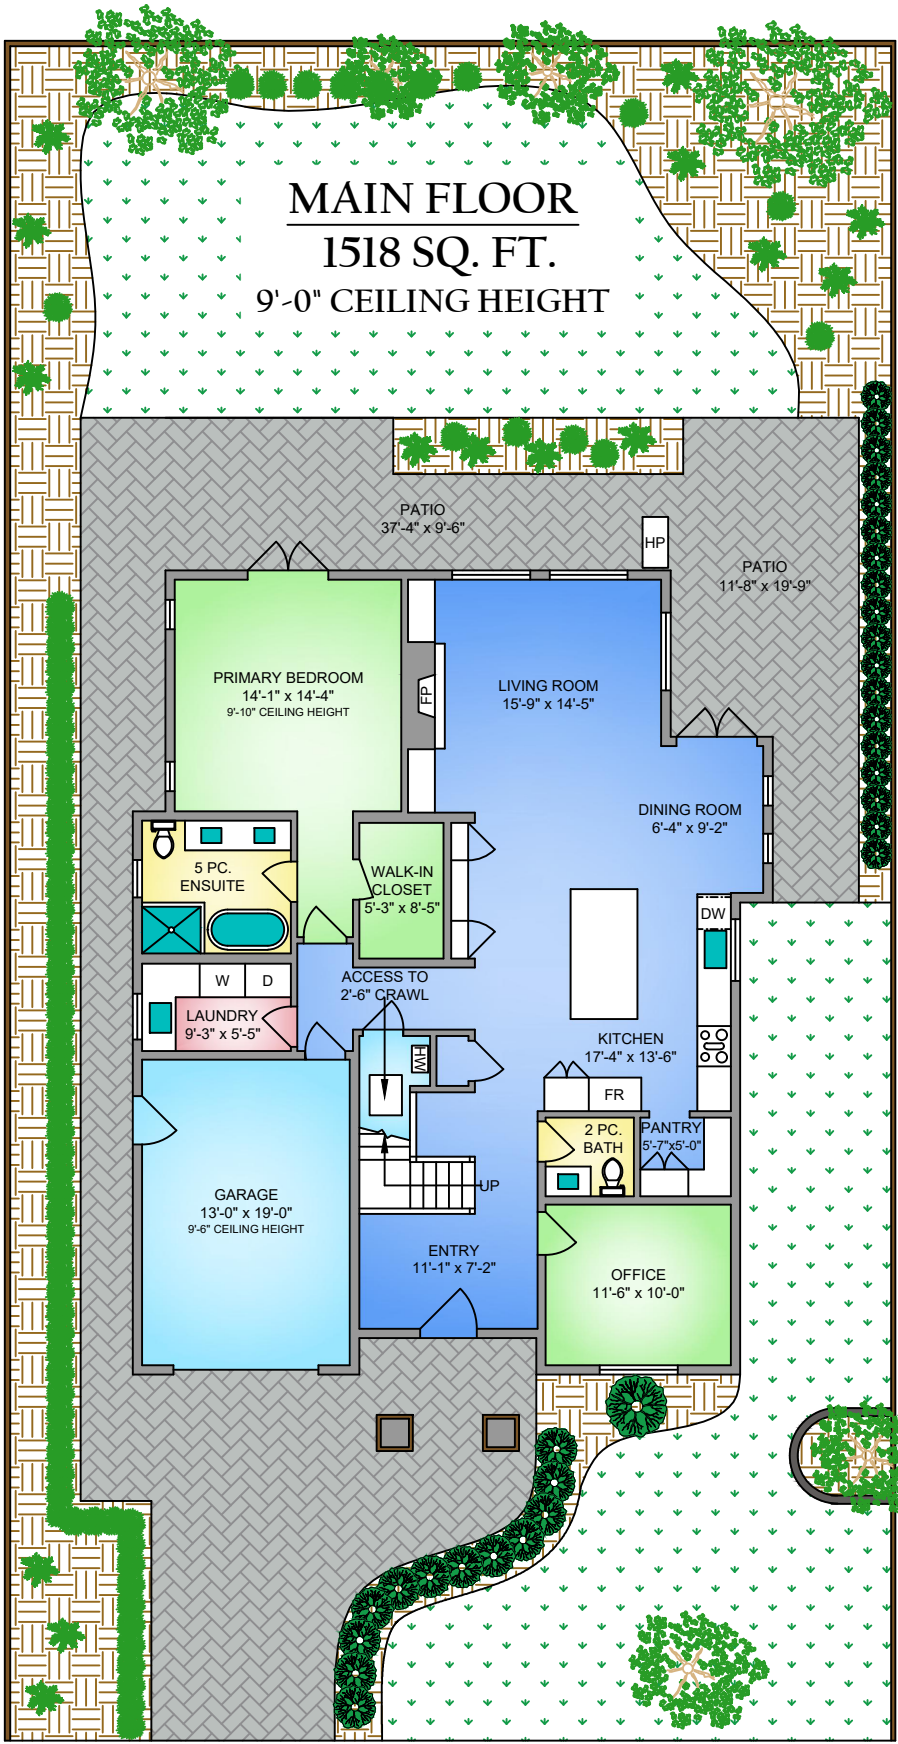 MAIN FLOOR
1518 SQ. FT.
9'-0" CEILING HEIGHT
PATIO
37'-4" x 9'-6"
HP
PATIO
11'-8" x 19'-9"
PRIMARY BEDROOM
14'-1" x 14'-4"
9'-10" CEILING HEIGHT
FP
LIVING ROOM
15'-9" x 14'-5"
DINING ROOM
6'-4" x 9'-2"
5 PC.
ENSUITE
WALK-IN
CLOSET
5'-3" x 8'-5"
DW
W
D
ACCESS TO
2'-6" CRAWL
LAUNDRY
9'-3" x 5'-5"
HW
KITCHEN
17'-4" x 13'-6"
FR
2 PC.
BATH
PANTRY
5'-7"x5'-0"
UP
GARAGE
13'-0" x 19'-0"
9'-6" CEILING HEIGHT
ENTRY
11'-1" x 7'-2"
OFFICE
11'-6" x 10'-0"